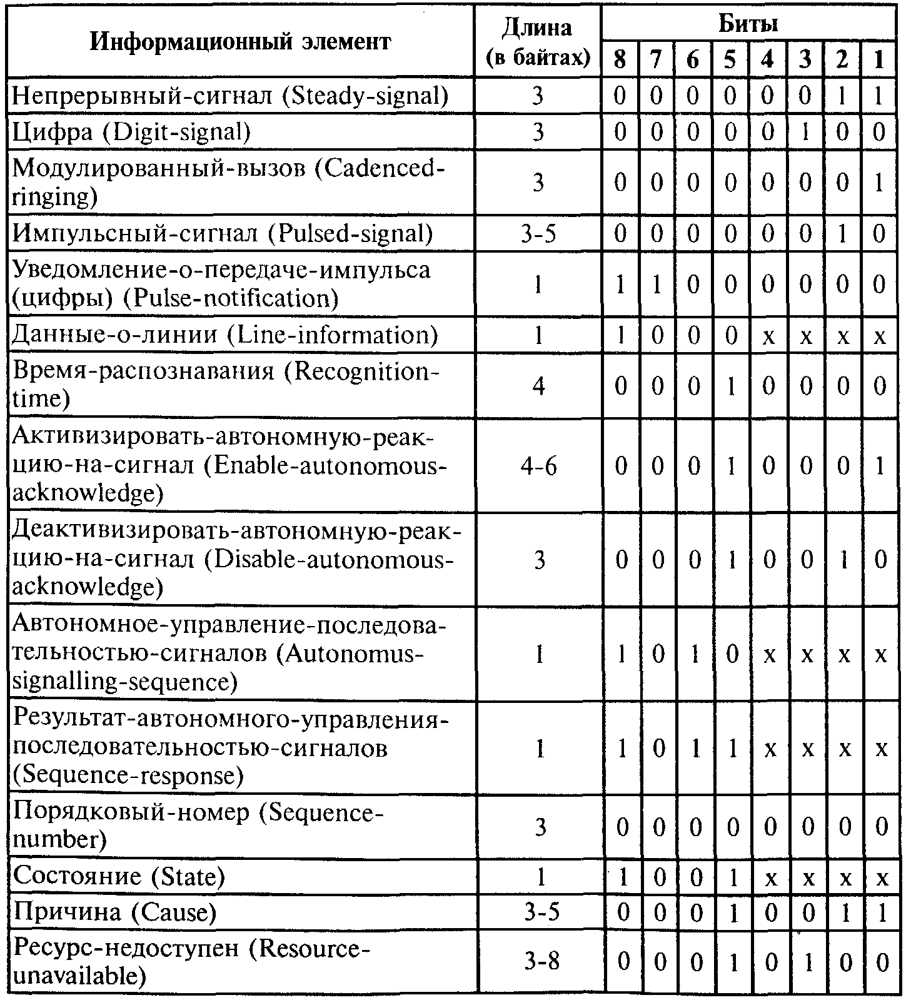 Информационный элемент
Длина
(в байтах)
Биты
8 7 6 5 4 3 2 1
Непрерывный-сигнал (Steady-signal) 3 0 0 0 0 0 0 1 1
Цифра (Digit-signal) 3 0 0 0 0 0 1 0 0
Модулированный-вызов (Cadenced-
ringing) 3 0 0 0 0 0 0 0 1
Импульсный-сигнал (Pulsed-signal) 3-5 0 0 0 0 0 0 1 0
Уведомление-о-передаче-импульса
(цифры) (Pulse-notification) 1 1 1 0 0 0 0 0 0
Данные-о-линии (Line-information) 1 1 0 0 0 x x x x
Время-распознавания (Recognition-
time) 4 0 0 0 1 0 0 0 0
Активизировать-автономную-реак-
цию-на-сигнал (Enable-autonomous- 4-6 0 0 0 1 0 0 0 1
acknowledge)
Деактивизировать-автономную-реак-
цию-на-сигнал (Disable-autonomous- 3 0 0 0 1 0 0 1 0
acknowledge)
Автономное-управление-последова-
тельностью-сигналов (Autonomus- 1 1 0 1 0 x x x x
signalling-sequence)
Результат-автономного-управления-
последовательностью-сигналов 1 1 0 1 1 x x x x
(Sequence-response)
Порядковый-номер (Sequence-
number) 3 0 0 0 0 0 0 0 0
Состояние (State) 1 1 0 0 1 x x x x
Причина (Cause) 3-5 0 0 0 1 0 0 1 1
Ресурс-недоступен (Resource-
unavailable) 3-8 0 0 0 1 0 1 0 0